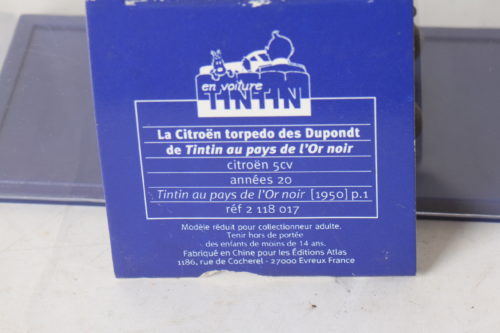 en voiture
TINTIN
La Citroën torpedo des Dupondt
de Tintin au pays de l'Or noir
citroën 5cv
années 20
Tintin au pays de l'Or noir [1950] p.1
réf 2 118 017
Modèle réduit pour collectionneur adulte.
Tenir hors de portée
des enfants de moins de 14 ans.
Fabriqué en Chine pour les Éditions Atlas
1186, rue de Cocherel - 27000 Évreux France